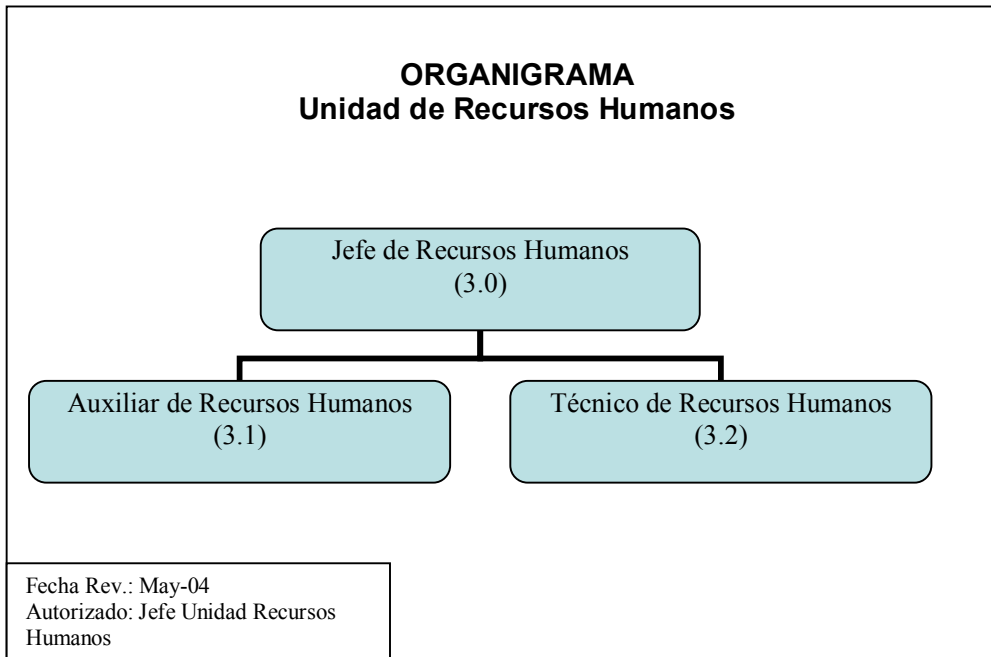 ORGANIGRAMA
Unidad de Recursos Humanos
Jefe de Recursos Humanos
(3.0)
Auxiliar de Recursos Humanos
(3.1)
Técnico de Recursos Humanos
(3.2)
Fecha Rev.: May-04
Autorizado: Jefe Unidad Recursos
Humanos